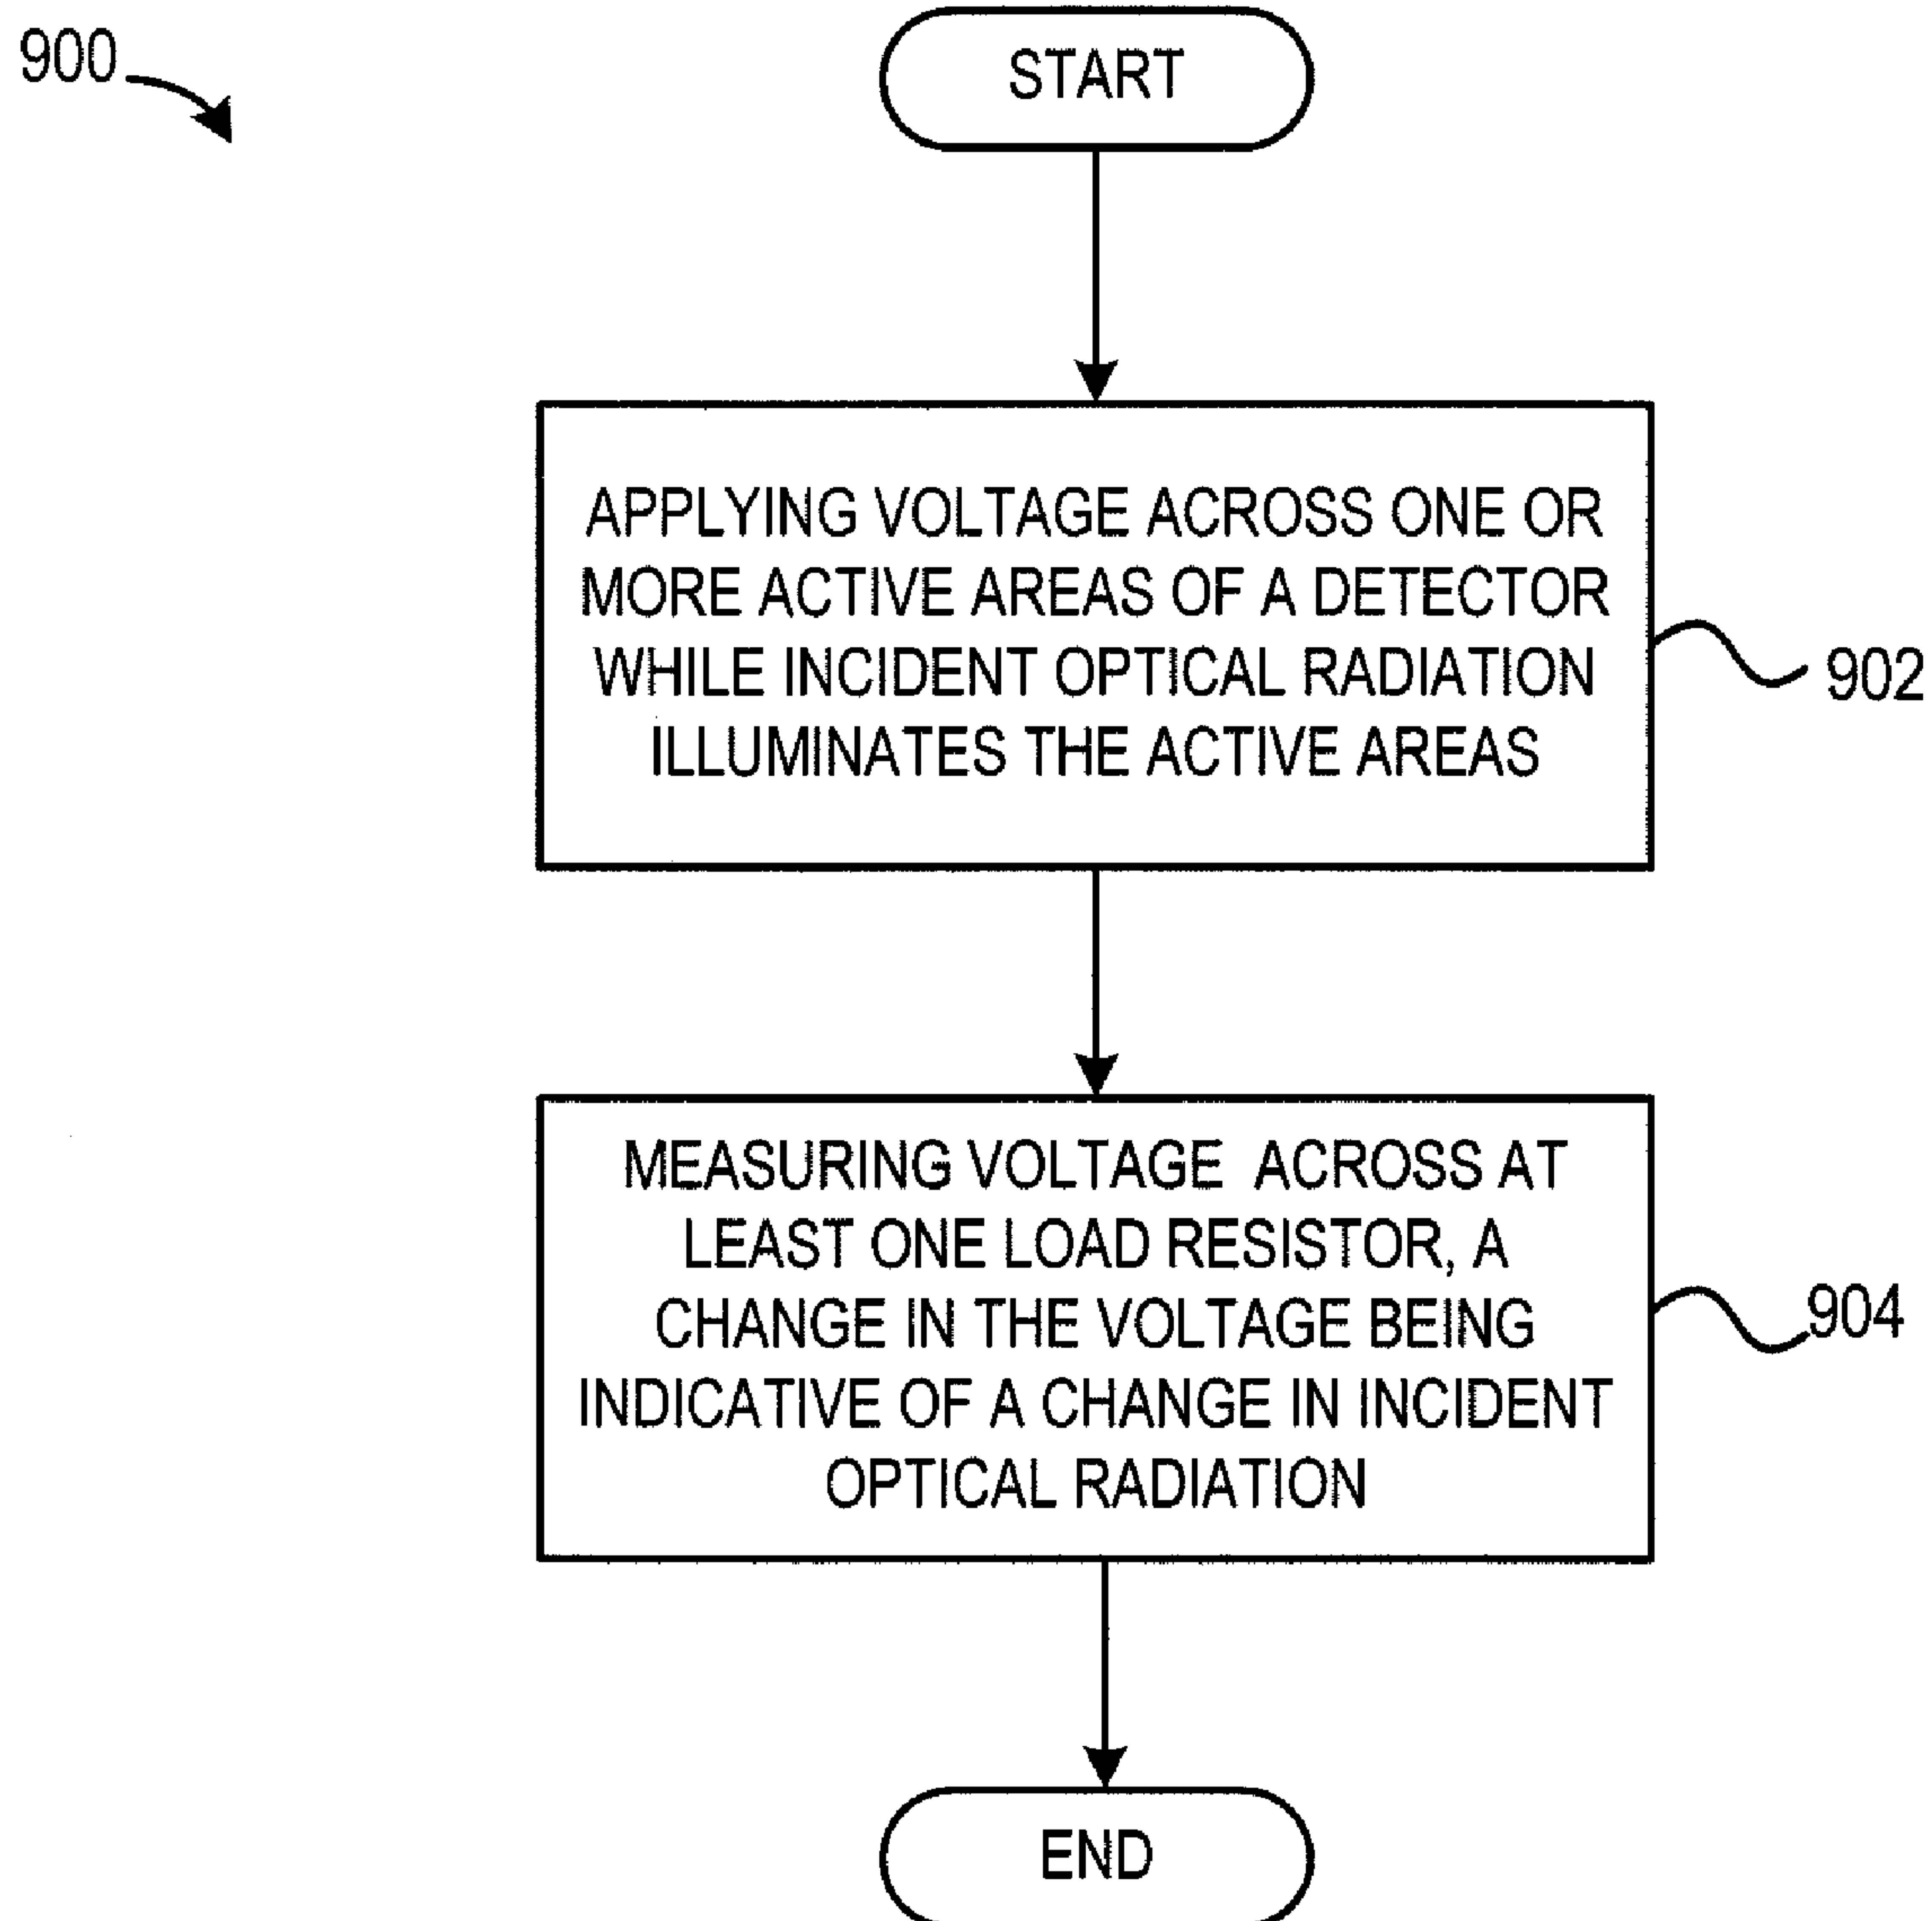 900
START
APPLYING VOLTAGE ACROSS ONE OR
MORE ACTIVE AREAS OF A DETECTOR
WHILE INCIDENT OPTICAL RADIATION
ILLUMINATES THE ACTIVE AREAS
902
MEASURING VOLTAGE ACROSS AT
LEAST ONE LOAD RESISTOR, A
CHANGE IN THE VOLTAGE BEING
INDICATIVE OF A CHANGE IN INCIDENT
OPTICAL RADIATION
904
END